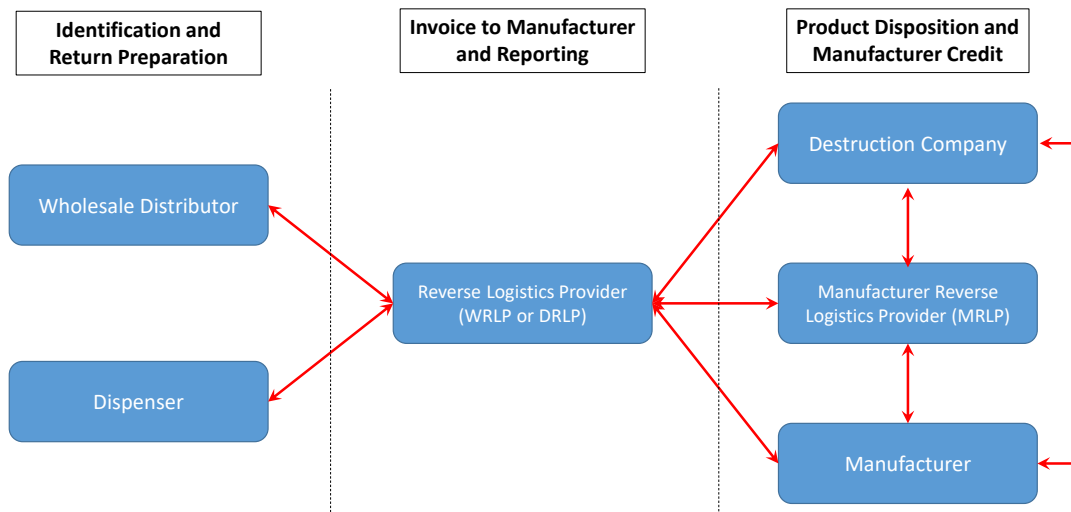 Identification and
Return Preparation
Invoice to Manufacturer
and Reporting
Product Disposition and
Manufacturer Credit
Wholesale Distributor
Dispenser
Reverse Logistics Provider
(WRLP or DRLP)
Destruction Company
Manufacturer Reverse
Logistics Provider (MRLP)
Manufacturer